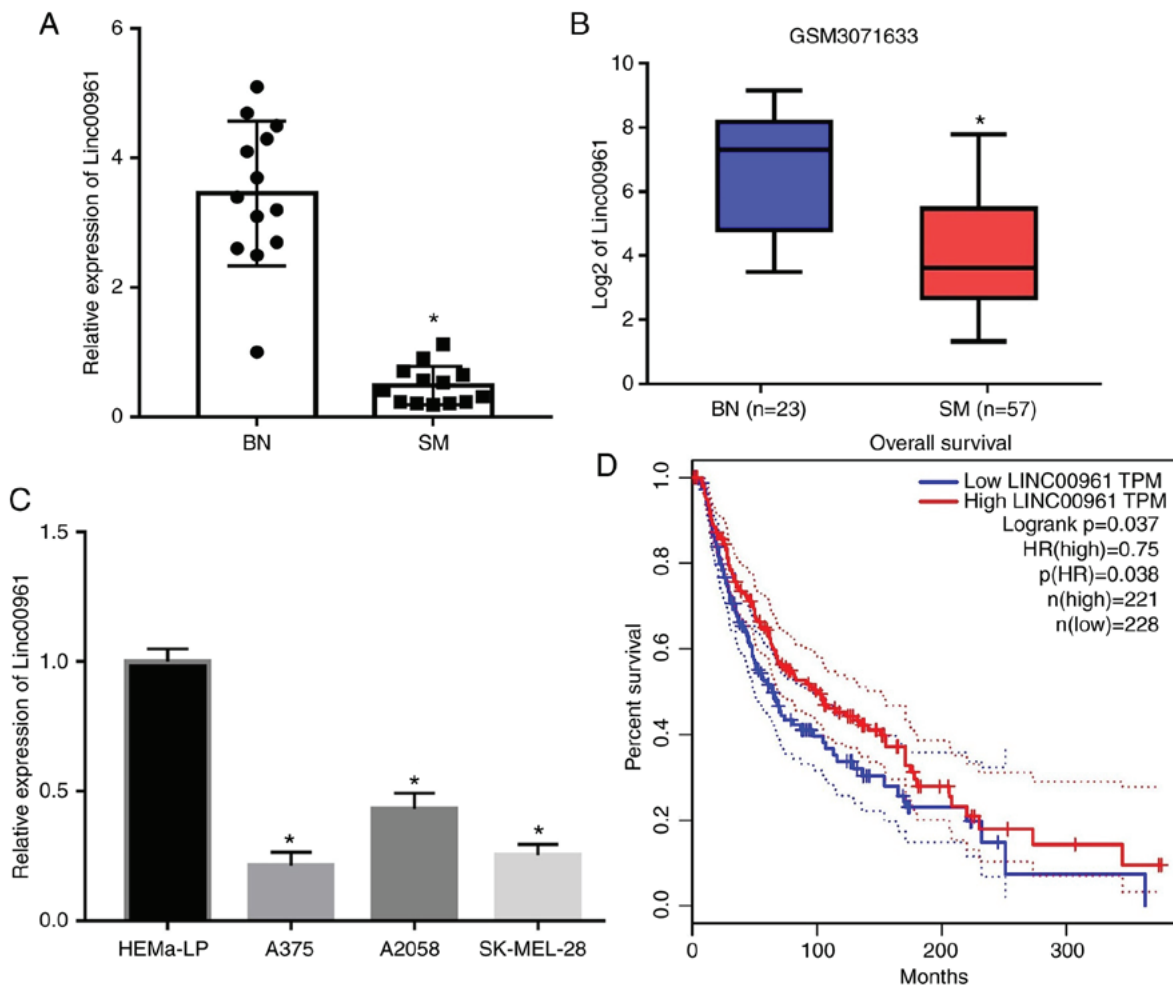 A
Relative expression of Linc00961
6
4
2
0
*
BN
SM
B
GSM3071633
Log2 of Linc00961
10
8
6
4
2
0
*
BN (n=23)
SM (n=57)
C
Relative expression of Linc00961
1.5
1.0
0.5
0.0
*
*
*
HEMa-LP
A375
A2058
SK-MEL-28
D
Overall survival
Percent survival
1.0
0.8
0.6
0.4
0.2
0.0
Low LINC00961 TPM
High LINC00961 TPM
Logrank p=0.037
HR(high)=0.75
p(HR)=0.038
n(high)=221
n(low)=228
0
100
200
300
Months